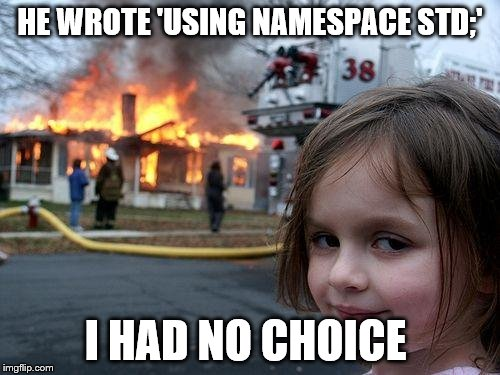 HE WROTE 'USING NAMESPACE STD;'
38
I HAD NO CHOICE
imgflip.com